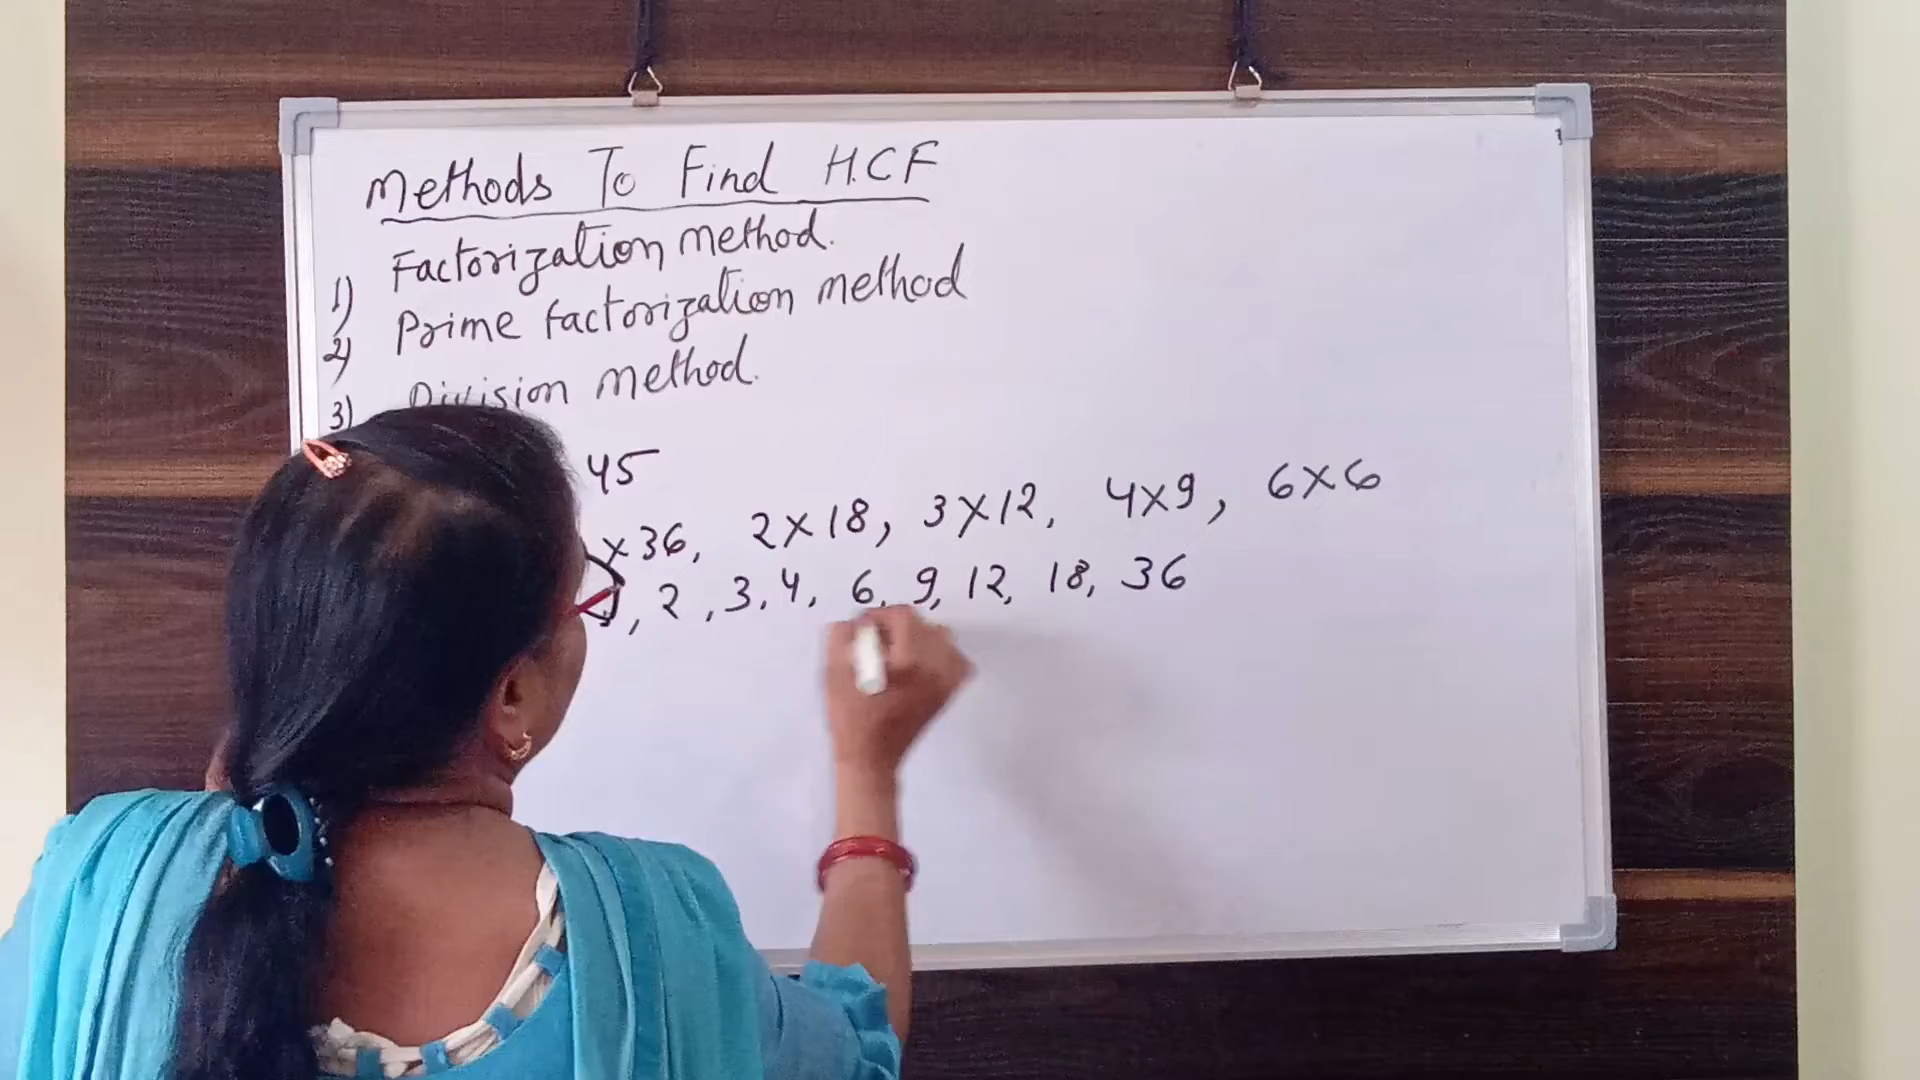 Methods To Find H.C.F
1) Factorization method.
2) Prime factorization method
3) Division method.
45
x 36, 2 x 18, 3 x 12, 4 x 9, 6 x 6
, 2, 3, 4, 6, 9, 12, 18, 36